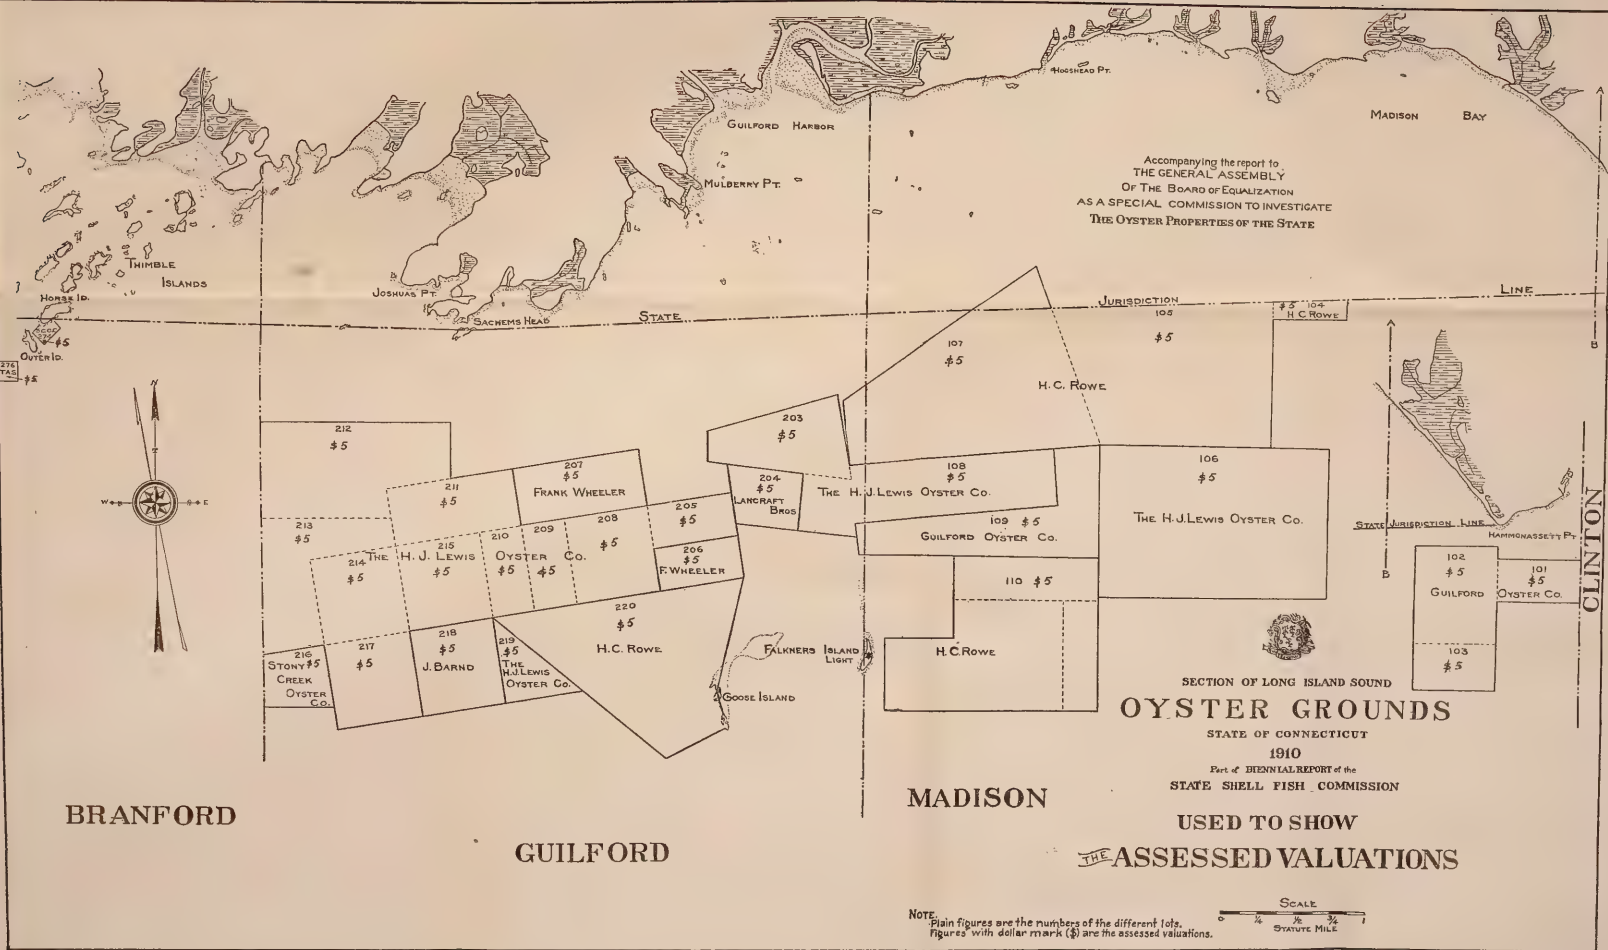 Hogshead Pt.
Guilford Harbor
Madison Bay
Mulberry Pt.
Accompanying the report to
THE GENERAL ASSEMBLY
OF THE BOARD OF EQUALIZATION
AS A SPECIAL COMMISSION TO INVESTIGATE
THE OYSTER PROPERTIES OF THE STATE
Thimble
Islands
Horse Id.
Outer Id.
$5
276
TAS
$5
Joshuas Pt.
Sachems Head
STATE
JURISDICTION
LINE
A
B
N
W
S
E
212
$5
213
$5
211
$5
207
$5
Frank Wheeler
203
$5
204
$5
Lancraft
Bros
205
$5
206
$5
F. Wheeler
208
$5
209
$5
210
$5
215
$5
214
$5
The H. J. Lewis Oyster Co.
216
$5
Stony
Creek
Oyster
Co.
217
$5
218
$5
J. Barnd
219
$5
The
H.J. Lewis
Oyster Co.
220
$5
H.C. Rowe
Goose Island
Falkners Island
Light
107
$5
105
$5
H.C. Rowe
$5 104
H C Rowe
108
$5
The H. J. Lewis Oyster Co.
109 $5
Guilford Oyster Co.
106
$5
The H.J. Lewis Oyster Co.
110 $5
H.C. Rowe
A
B
State Jurisdiction Line
Hammonassett Pt
102
$5
Guilford
101
$5
Oyster Co.
103
$5
CLINTON
SECTION OF LONG ISLAND SOUND
OYSTER GROUNDS
STATE OF CONNECTICUT
1910
Part of BIENNIAL REPORT of the
STATE SHELL FISH COMMISSION
USED TO SHOW
THE ASSESSED VALUATIONS
BRANFORD
GUILFORD
MADISON
NOTE.
Plain figures are the numbers of the different lots.
Figures with dollar mark ($) are the assessed valuations.
SCALE
0 1/4 1/2 3/4 1
STATUTE MILE